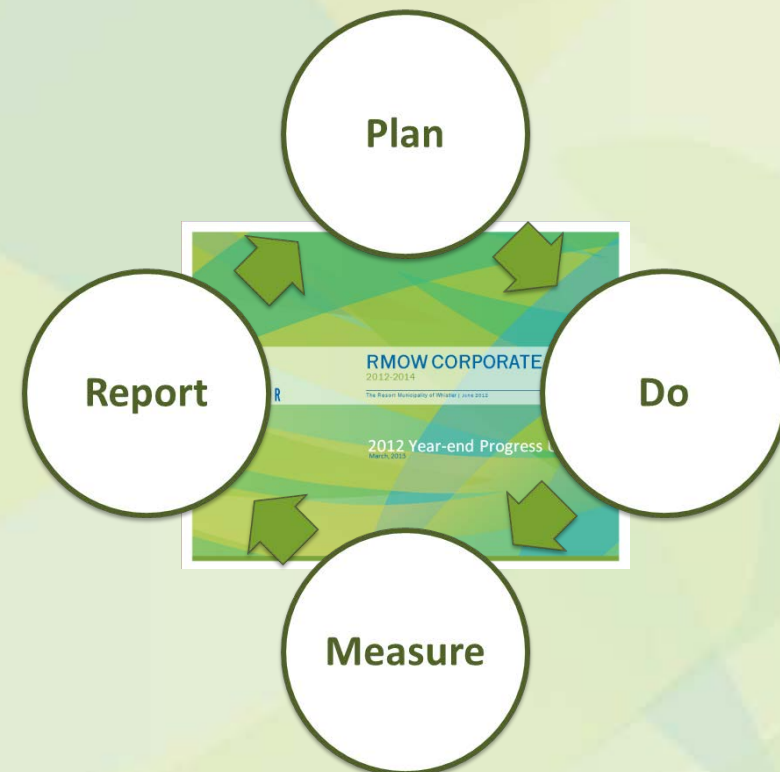 Plan
Report
R
RMOW CORPORATE
2012-2014
The Resort Municipality of Whistler | June 2012
Do
2012 Year-end Progress
March, 2013
Measure